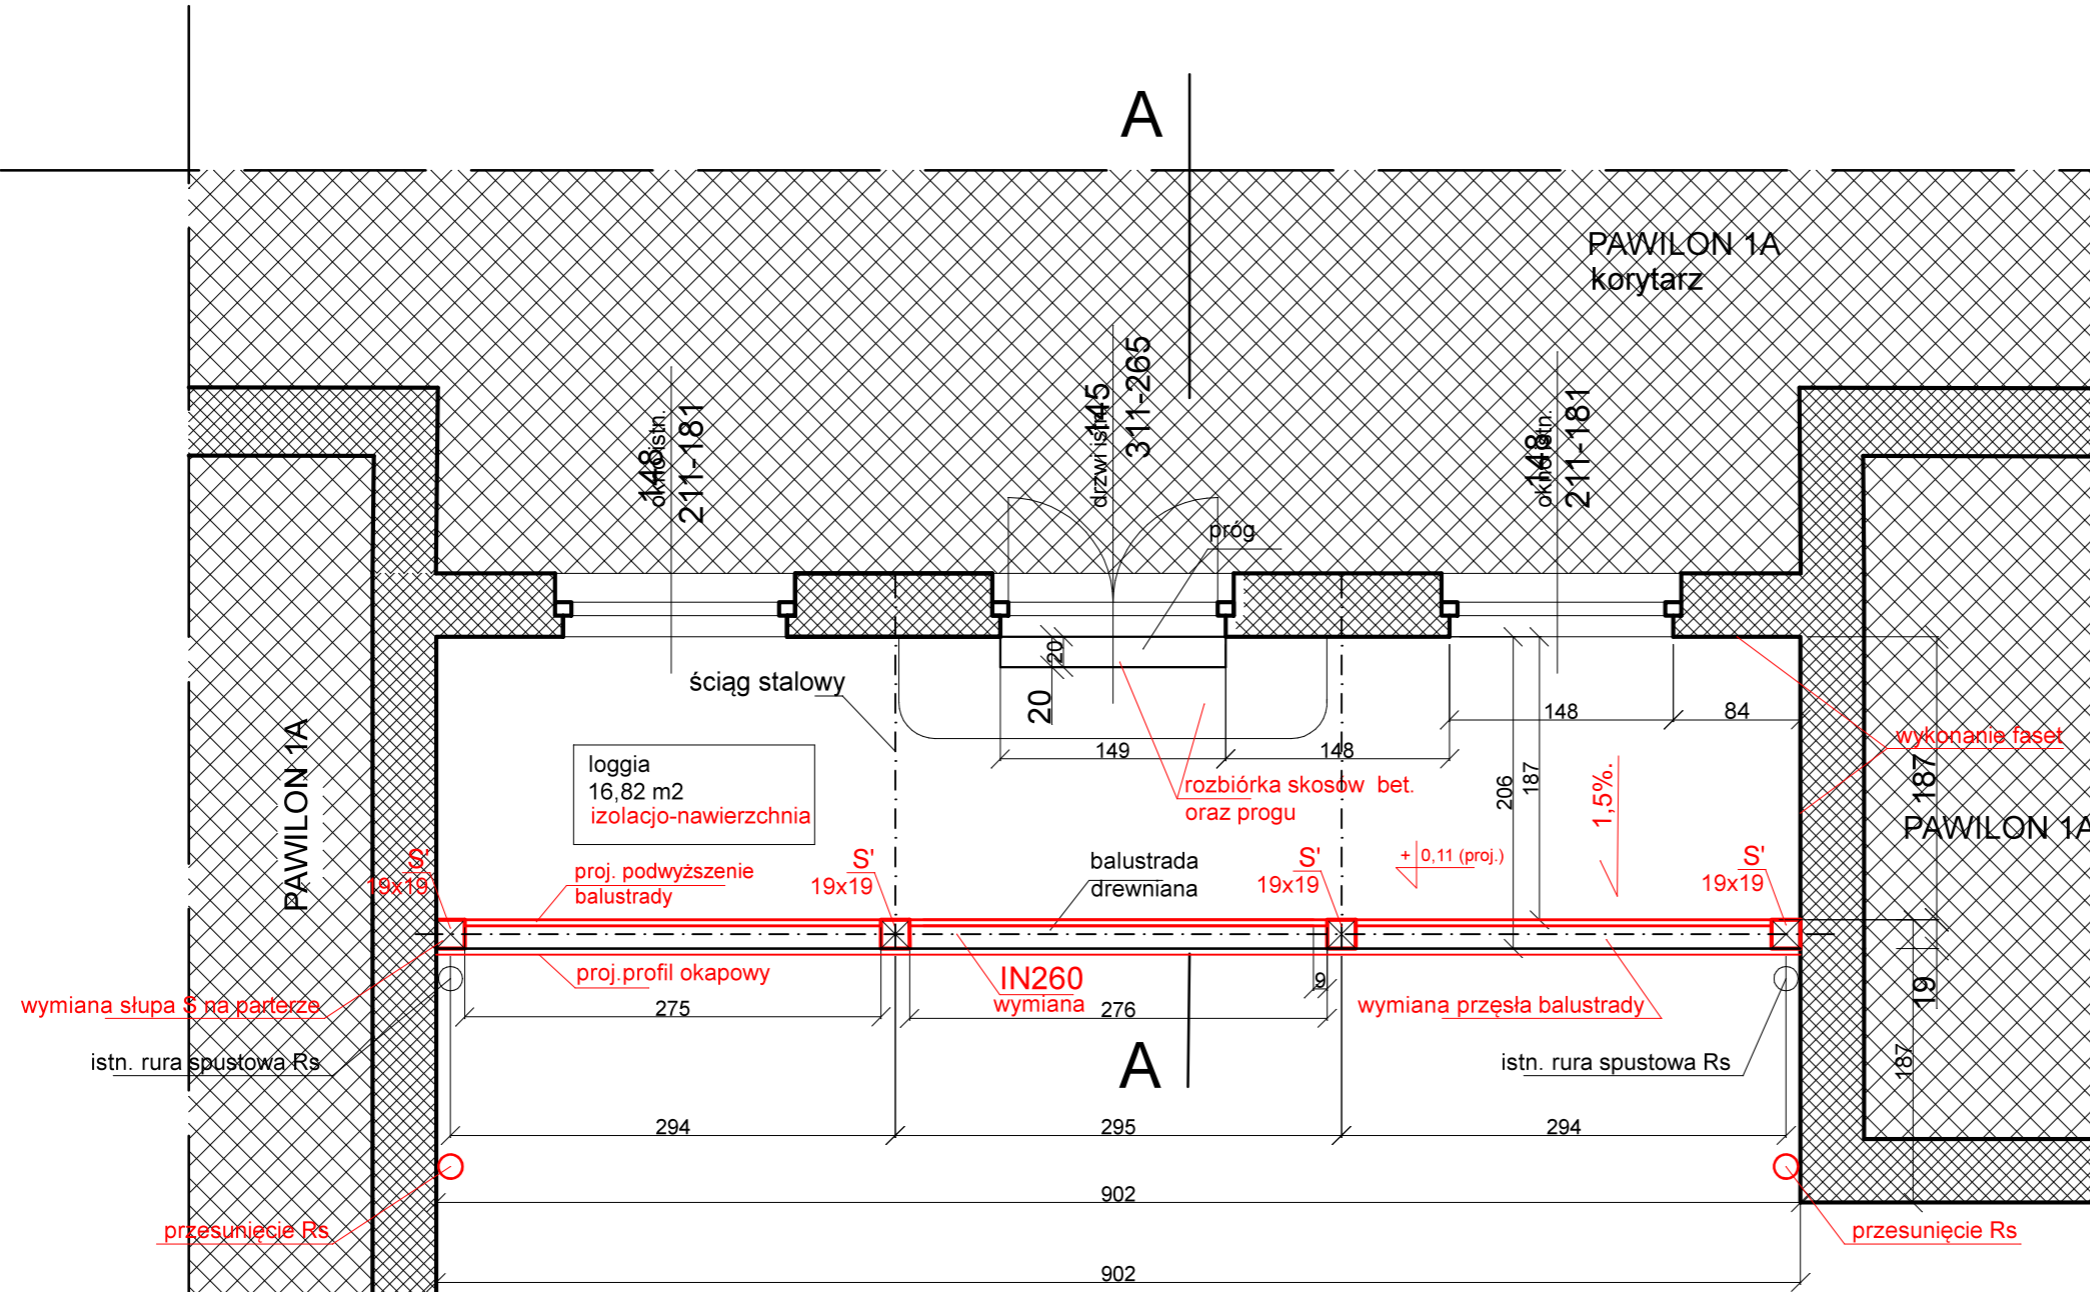 A
PAWILON 1A
korytarz
148
okno istn.
211-181
145
drzwi istn.
311-265
148
okno istn.
211-181
próg
20
20
ściąg stalowy
148
84
149
148
wykonanie faset
PAWILON 1A
loggia
16,82 m2
izolacjo-nawierzchnia
rozbiórka skosów bet.
oraz progu
206
187
1,5%.
187
PAWILON 1A
S'
19x19
proj. podwyższenie
balustrady
S'
19x19
balustrada
drewniana
S'
19x19
+ 0,11 (proj.)
S'
19x19
proj.profil okapowy
IN260
wymiana
9
19
wymiana słupa S na parterze
275
276
wymiana przęsła balustrady
istn. rura spustowa Rs
A
istn. rura spustowa Rs
187
294
295
294
902
przesunięcie Rs
przesunięcie Rs
902